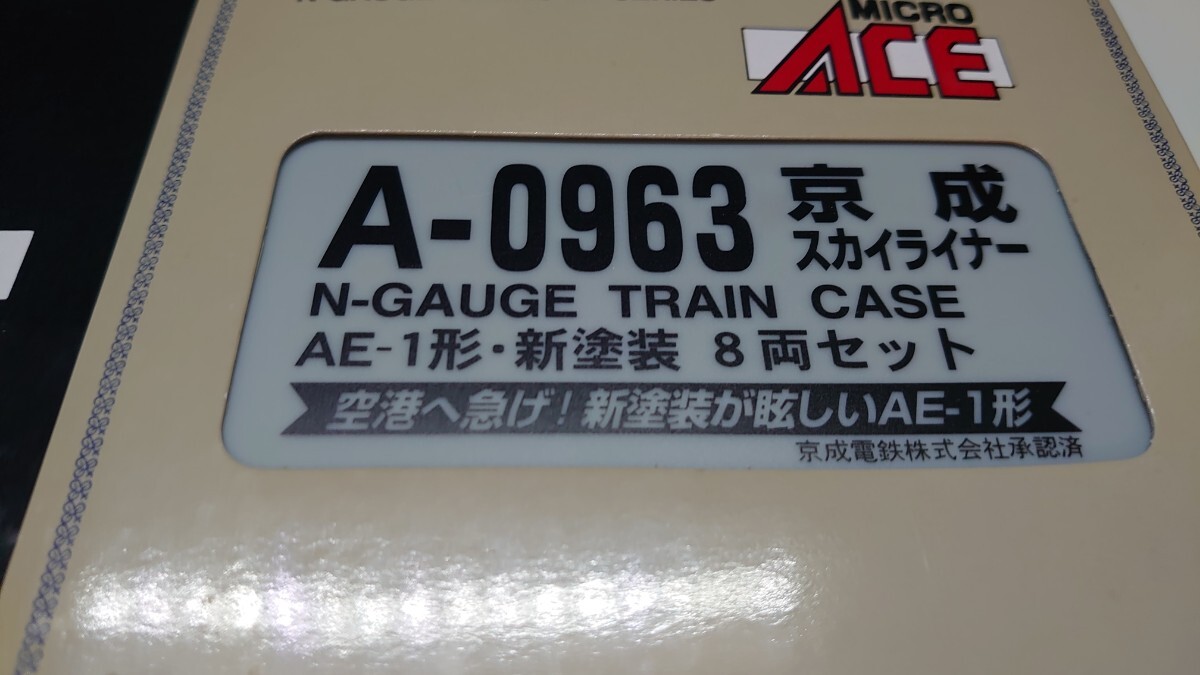 MICRO
ACE
A-0963 京成
スカイライナー
N-GAUGE TRAIN CASE
AE-1形・新塗装 8両セット
空港へ急げ!新塗装が眩しいAE-1形
京成電鉄株式会社承認済